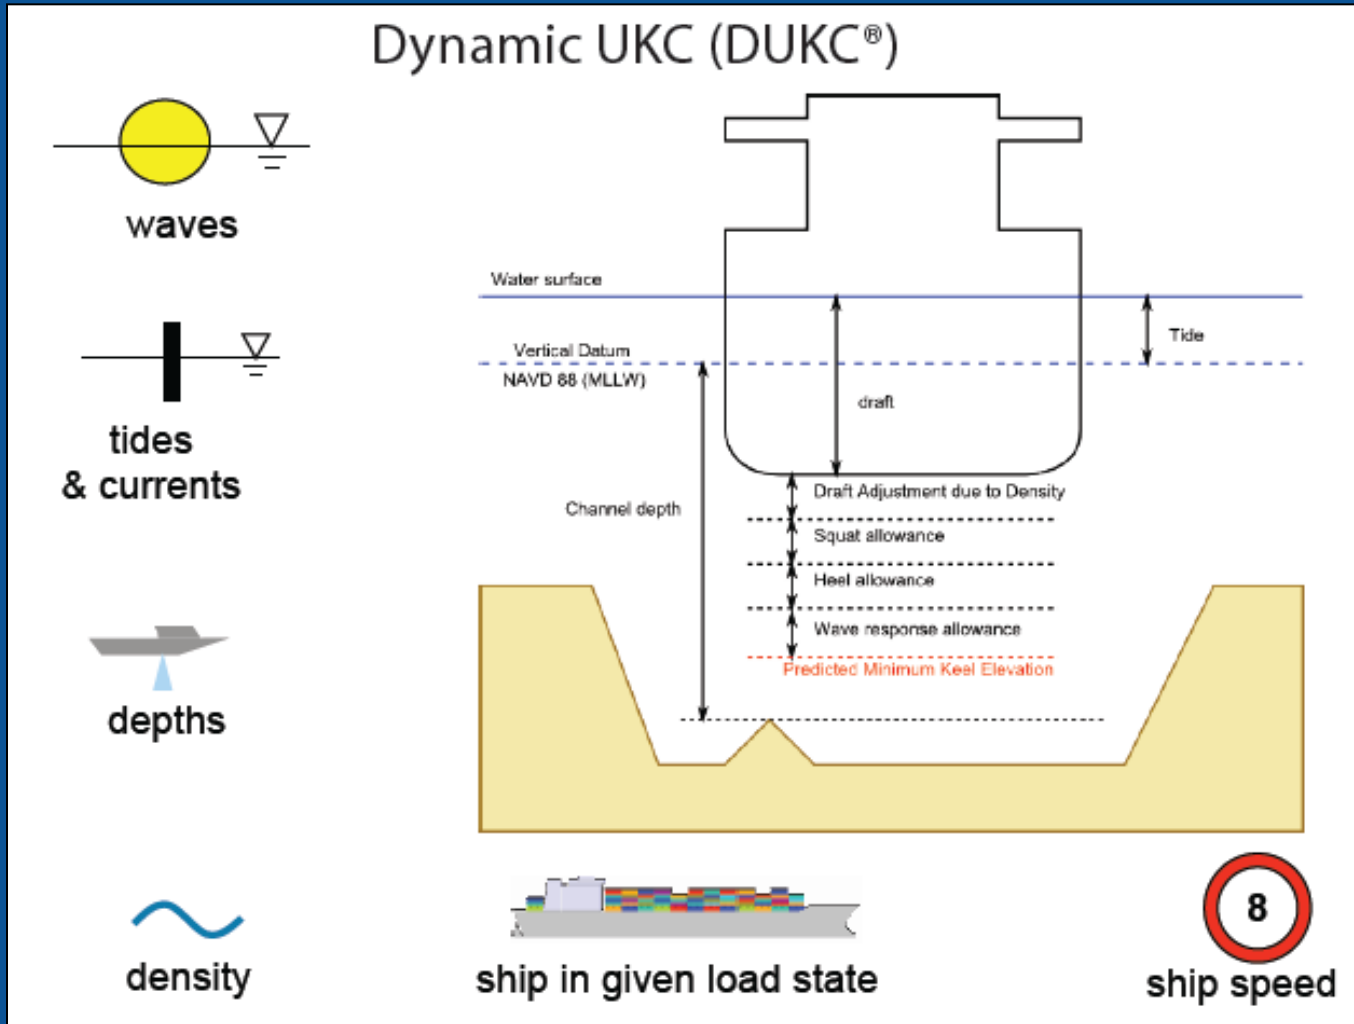 Dynamic UKC (DUKC®)
waves
Water surface
Tide
Vertical Datum
NAVD 88 (MLLW)
draft
tides
& currents
Draft Adjustment due to Density
Channel depth
Squat allowance
Heel allowance
Wave response allowance
Predicted Minimum Keel Elevation
depths
8
density
ship in given load state
ship speed